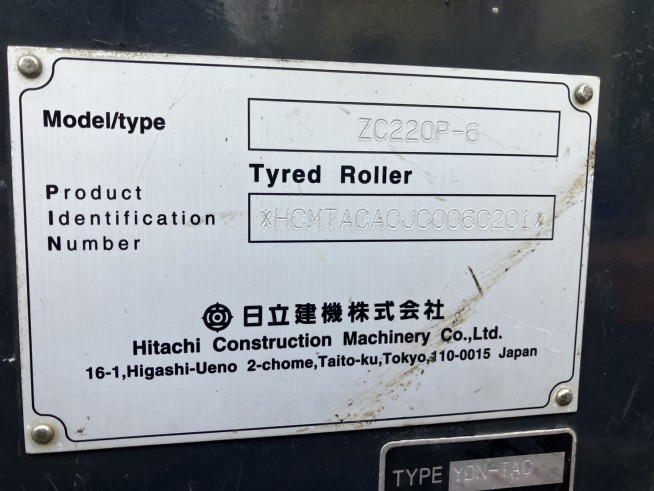 Model/type ZC220P-6
Tyred Roller
Product
Identification *HCMTACA0J00060201*
Number
日立建機株式会社
Hitachi Construction Machinery Co.,Ltd.
16-1,Higashi-Ueno 2-chome,Taito-ku,Tokyo,110-0015 Japan
TYPE